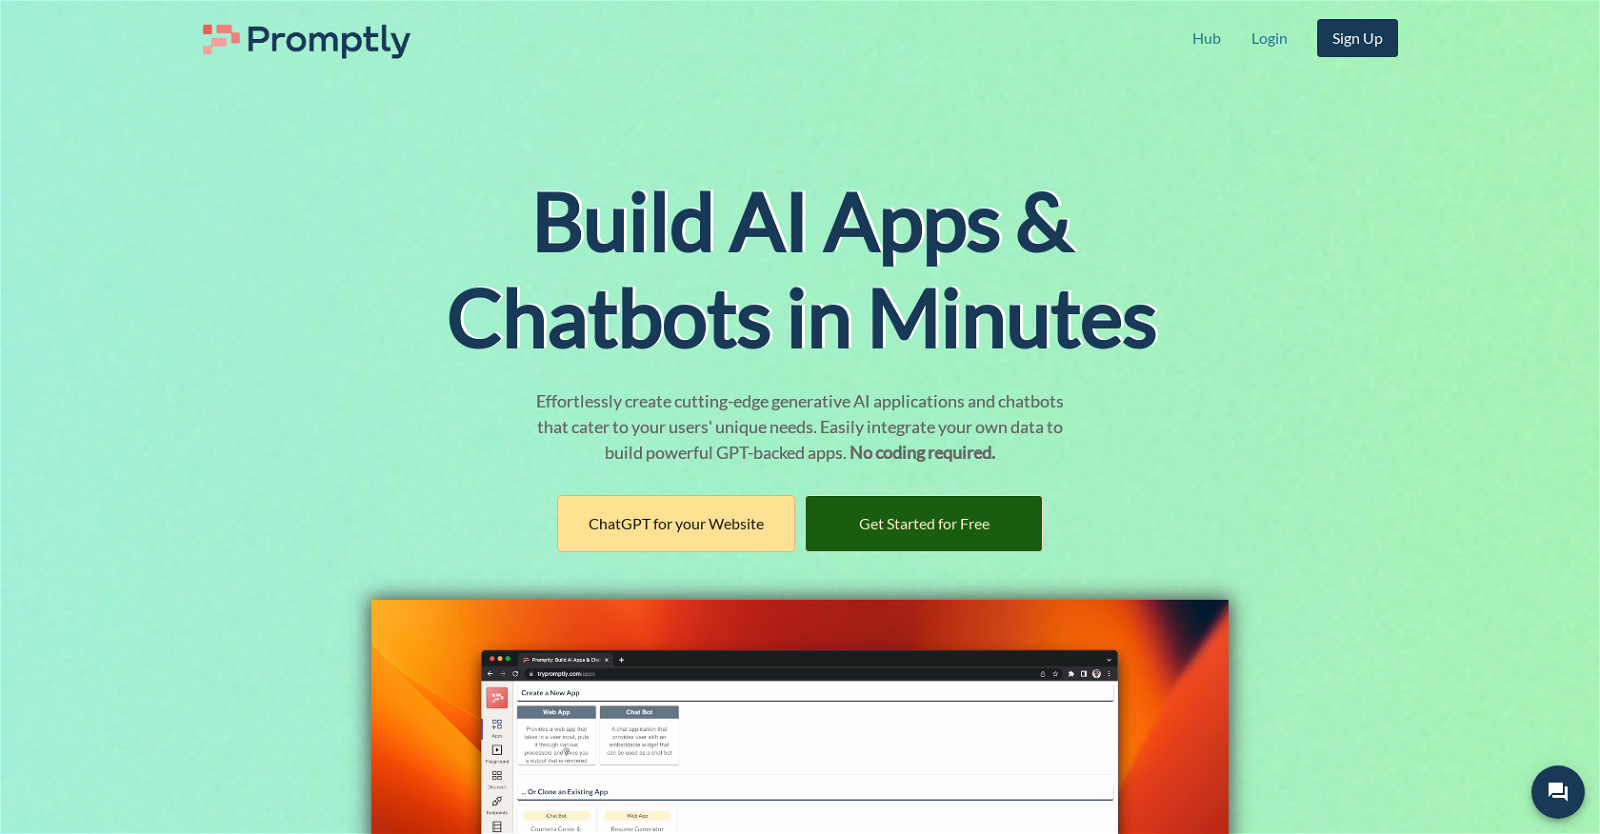 Promptly
Hub
Login
Sign Up
Build AI Apps &
Chatbots in Minutes
Effortlessly create cutting-edge generative AI applications and chatbots
that cater to your users' unique needs. Easily integrate your own data to
build powerful GPT-backed apps. No coding required.
ChatGPT for your Website
Get Started for Free
Promptly: Build AI Apps & Cha
trypromptly.com/apps
Create a New App
Web App
Chat Bot
Provides a web app that
takes in a user input, puts
it through various
processors and gives you
a output that is rendered
A chat application that
provides user with an
embeddable widget that
can be used as a chat bot
Apps
Playground
Discover
Endpoints
... Or Clone an Existing App
Chat Bot
Web App
Coursera Genie &
Resume Generator